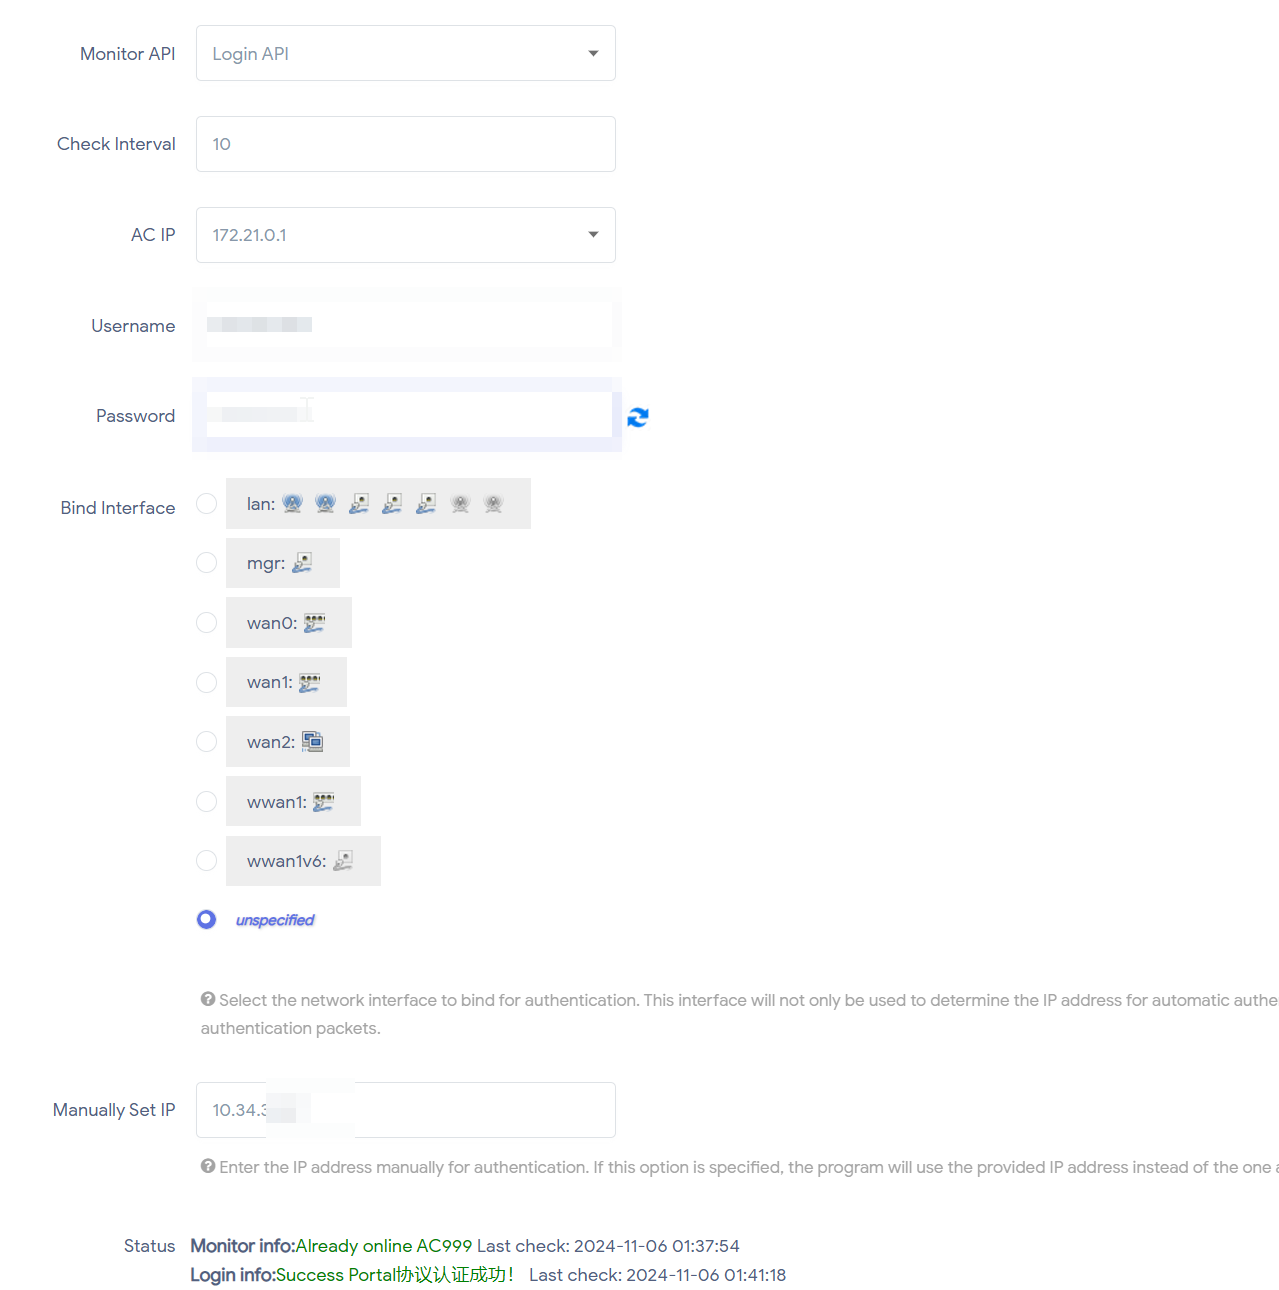 Monitor API Login API
Check Interval 10
AC IP 172.21.0.1
Username
Password
Bind Interface lan:
mgr:
wan0:
wan1:
wan2:
wwan1:
wwan1v6:
unspecified
Select the network interface to bind for authentication. This interface will not only be used to determine the IP address for automatic
authentication packets.
Manually Set IP 10.34.
Enter the IP address manually for authentication. If this option is specified, the program will use the provided IP address instead of the one
Status Monitor info:Already online AC999 Last check: 2024-11-06 01:37:54
Login info:Success Portal协议认证成功! Last check: 2024-11-06 01:41:18